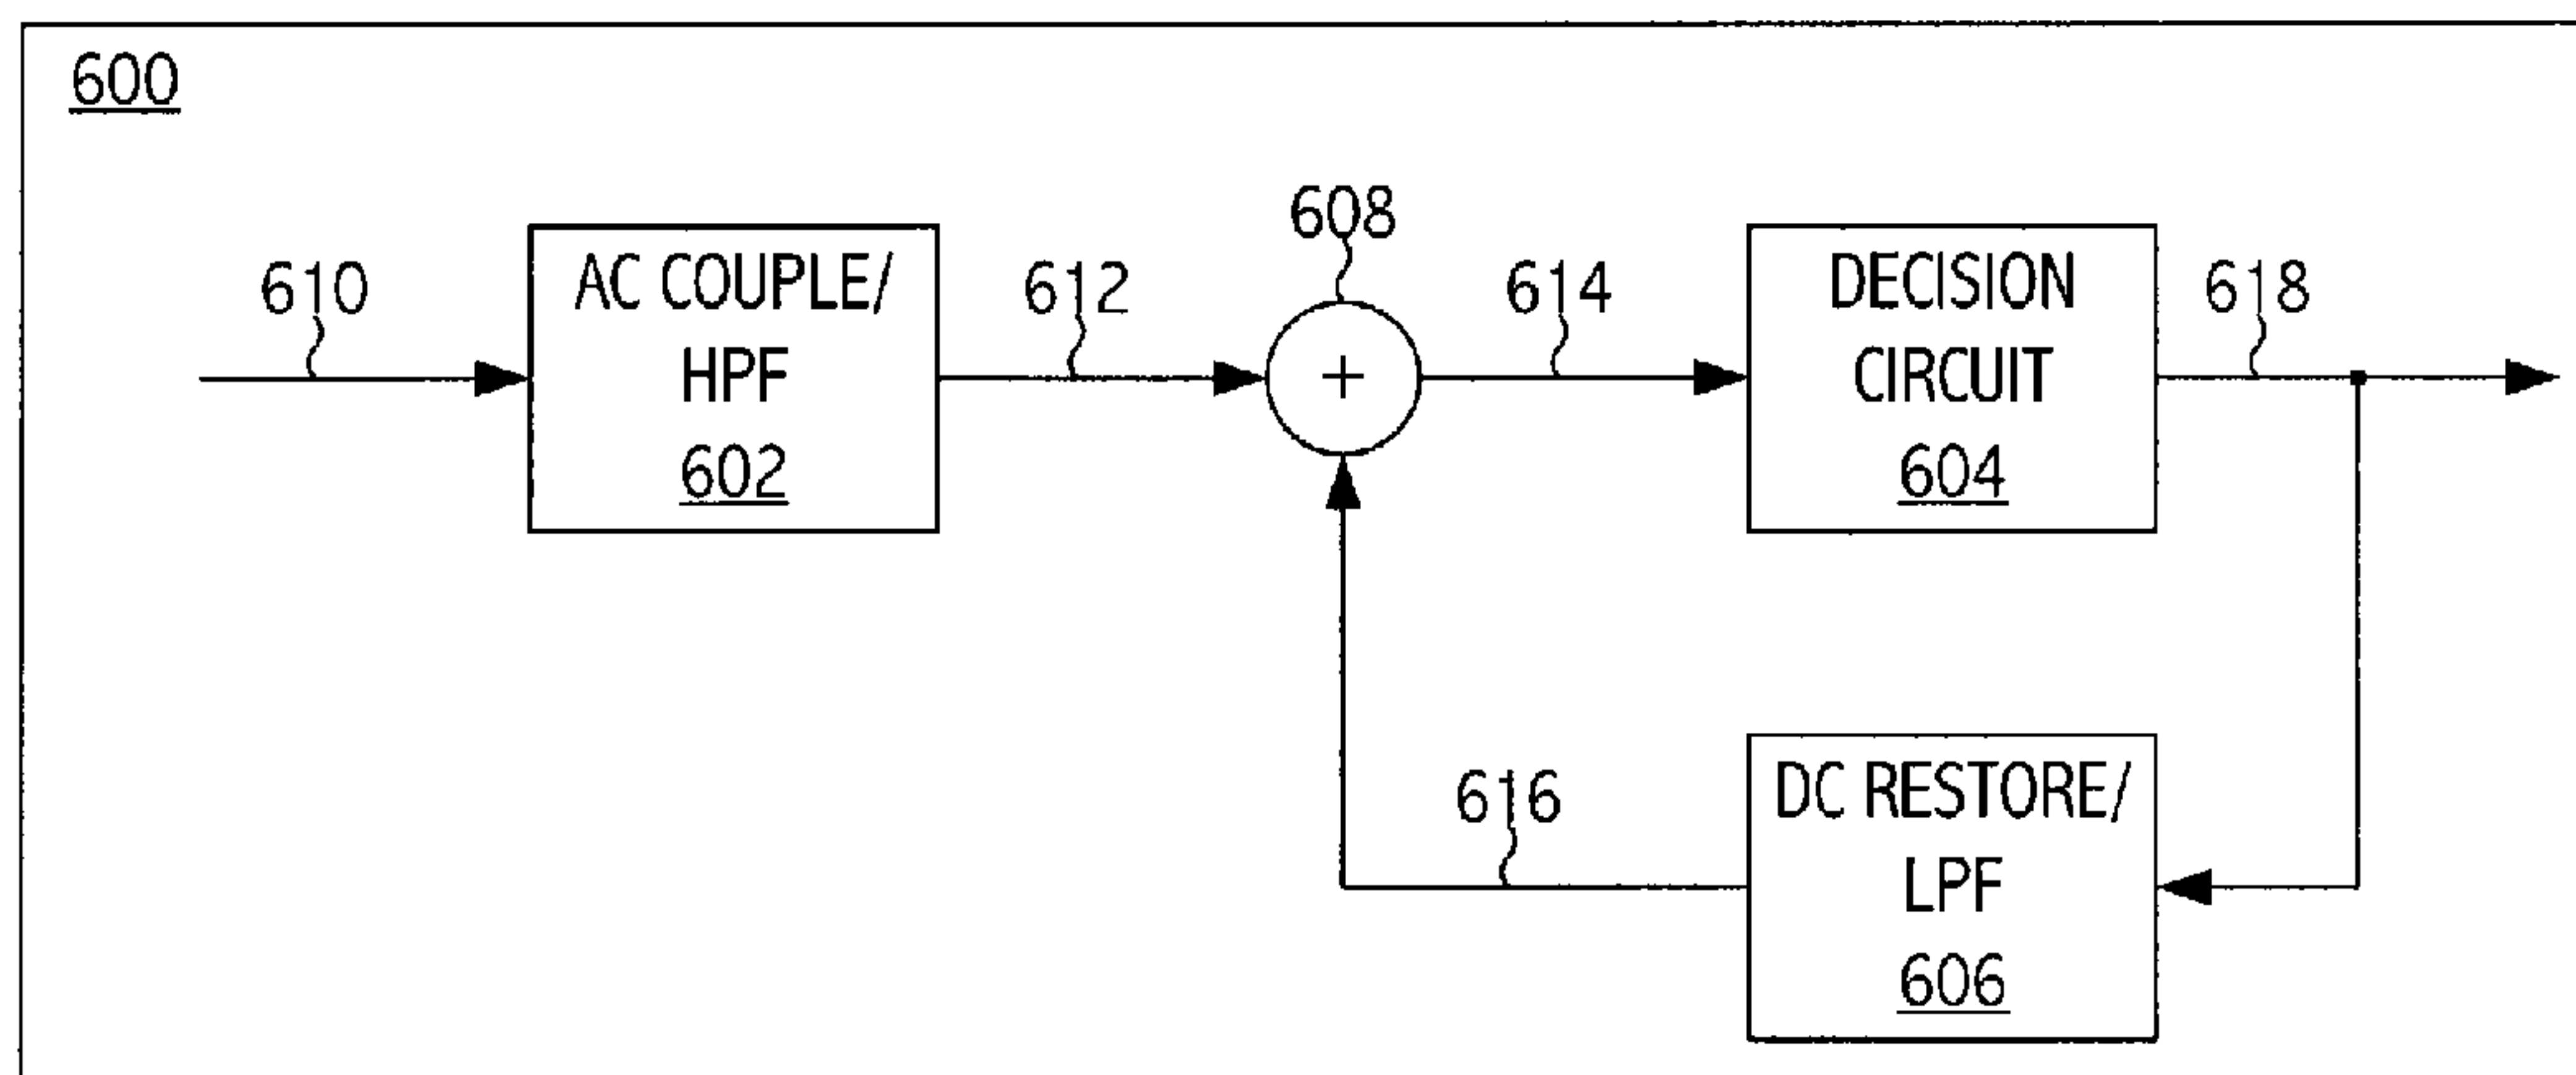 600
608
610
AC COUPLE/
HPF
602
612
+
614
DECISION
CIRCUIT
604
618
616
DC RESTORE/
LPF
606